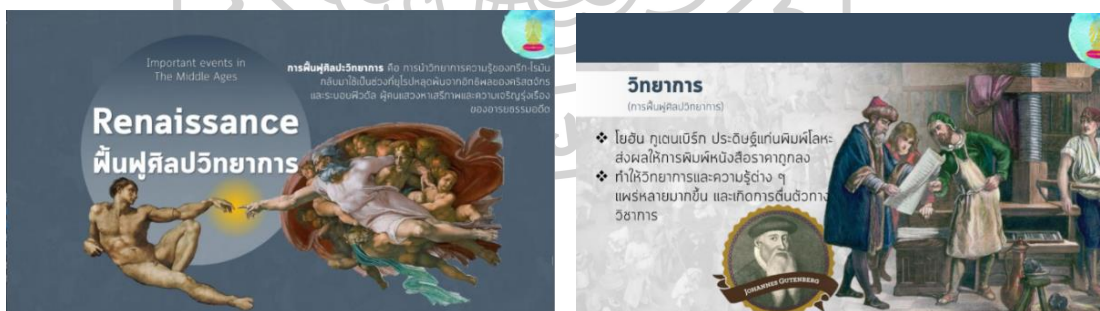 Important events in
The Middle Ages
การฟื้นฟูศิลปะวิทยาการ คือ การนำวิทยาการความรู้ของกรีก-โรมัน
กลับมาใช้เป็นช่วงที่ยุโรปหลุดพ้นจากอิทธิพลของคริสตจักร
และระบอบฟิวดัล ผู้คนแสวงหาเสรีภาพและความเจริญรุ่งเรือง
ของอารยธรรมอดีต
Renaissance
ฟื้นฟูศิลปวิทยาการ
วิทยาการ
(การฟื้นฟูศิลปวิทยาการ)
❖ โยฮัน กูเตนเบิร์ก ประดิษฐ์แท่นพิมพ์โลหะ
ส่งผลให้การพิมพ์หนังสือราคาถูกลง
❖ ทำให้วิทยาการและความรู้ต่าง ๆ
แพร่หลายมากขึ้น และเกิดการตื่นตัวทาง
วิชาการ
JOHANNES GUTENBERG